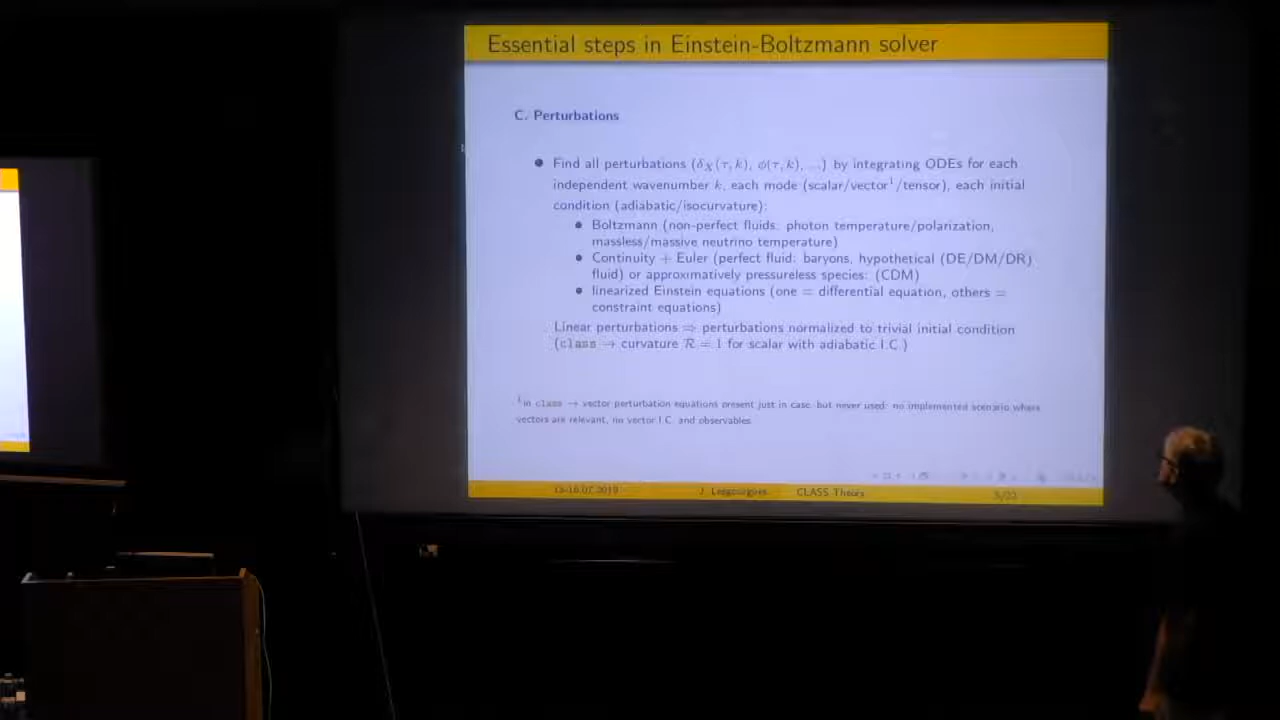 Essential steps in Einstein-Boltzmann solver
C. Perturbations
● Find all perturbations (δX(τ, k), φ(τ, k), ...) by integrating ODEs for each
independent wavenumber k, each mode (scalar/vector¹/tensor), each initial
condition (adiabatic/isocurvature):
● Boltzmann (non-perfect fluids: photon temperature/polarization,
massless/massive neutrino temperature)
● Continuity + Euler (perfect fluid: baryons, hypothetical (DE/DM/DR)
fluid) or approximatively pressureless species: (CDM)
● linearized Einstein equations (one = differential equation, others =
constraint equations)
Linear perturbations ⇒ perturbations normalized to trivial initial condition
(class → curvature R = 1 for scalar with adiabatic I.C.)
¹in class → vector perturbation equations present just in case, but never used: no implemented scenario where
vectors are relevant, no vector I.C. and observables
J. Lesgourgues CLASS Theory